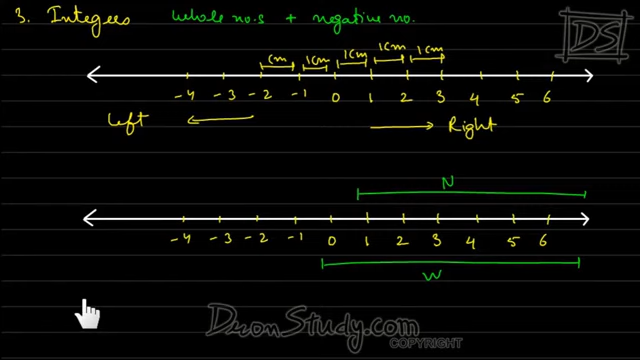 3. Integers whole no.s + negative no.
DS
cm 1cm 1cm 1cm 1cm
-4 -3 -2 -1 0 1 2 3 4 5 6
left Right
N
-4 -3 -2 -1 0 1 2 3 4 5 6
W
DronStudy.com
COPYRIGHT